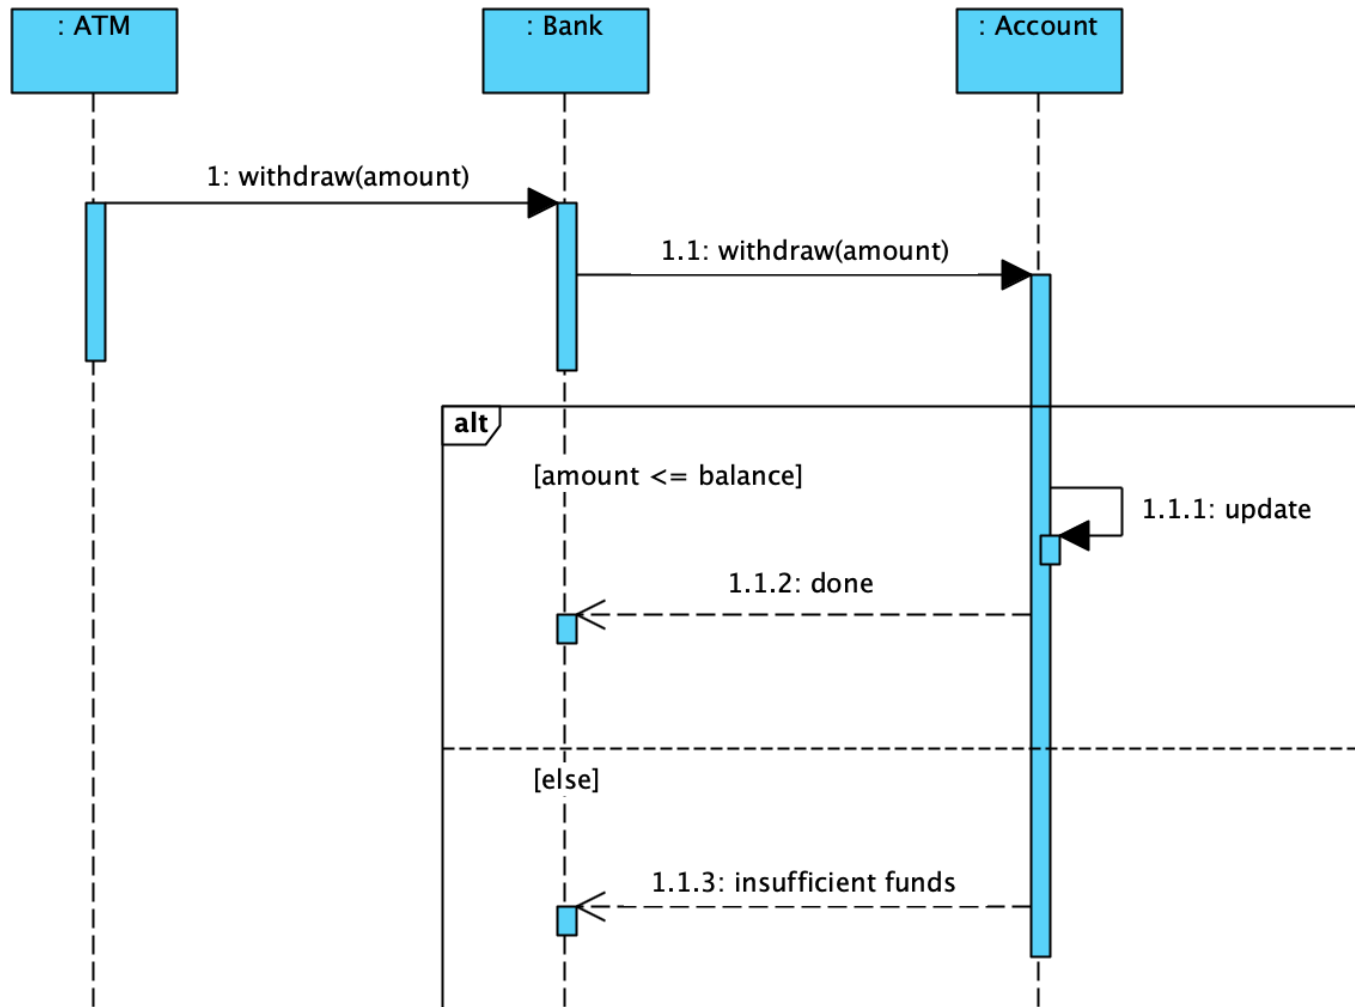 : ATM
: Bank
: Account
1: withdraw(amount)
1.1: withdraw(amount)
alt
[amount <= balance]
1.1.1: update
1.1.2: done
[else]
1.1.3: insufficient funds